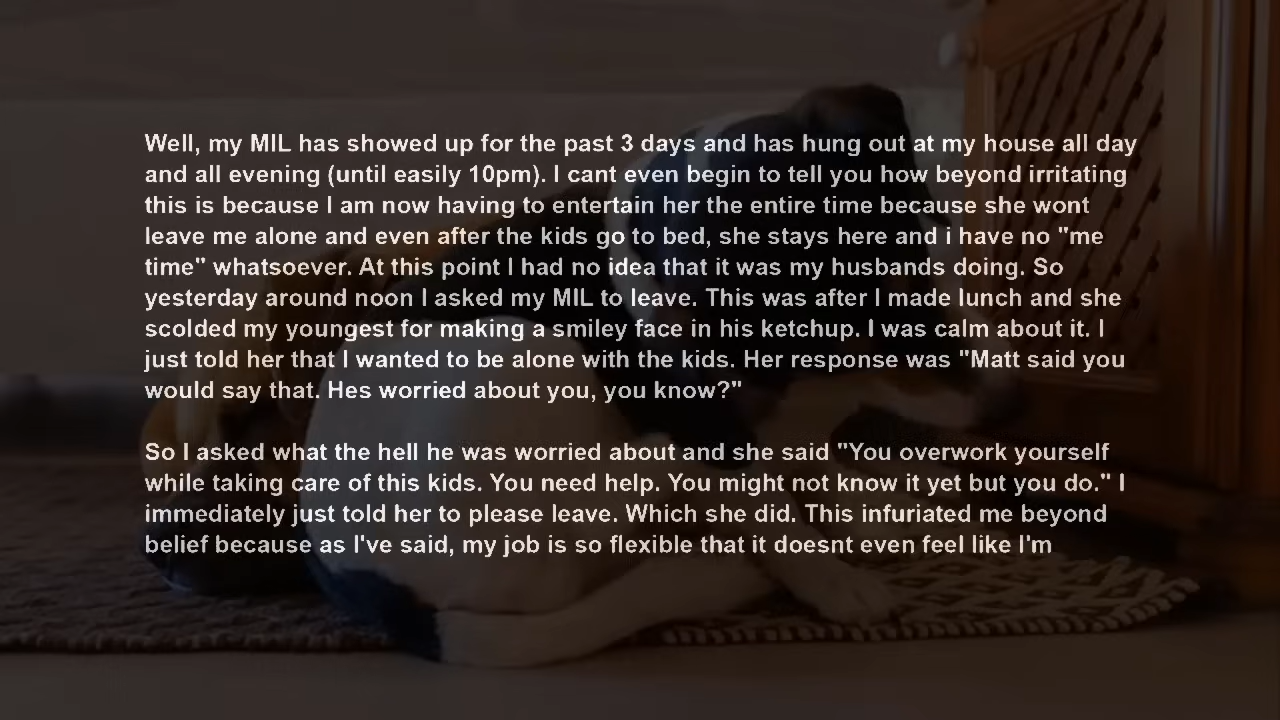 Well, my MIL has showed up for the past 3 days and has hung out at my house all day
and all evening (until easily 10pm). I cant even begin to tell you how beyond irritating
this is because I am now having to entertain her the entire time because she wont
leave me alone and even after the kids go to bed, she stays here and i have no "me
time" whatsoever. At this point I had no idea that it was my husbands doing. So
yesterday around noon I asked my MIL to leave. This was after I made lunch and she
scolded my youngest for making a smiley face in his ketchup. I was calm about it. I
just told her that I wanted to be alone with the kids. Her response was "Matt said you
would say that. Hes worried about you, you know?"
So I asked what the hell he was worried about and she said "You overwork yourself
while taking care of this kids. You need help. You might not know it yet but you do." I
immediately just told her to please leave. Which she did. This infuriated me beyond
belief because as I've said, my job is so flexible that it doesnt even feel like I'm